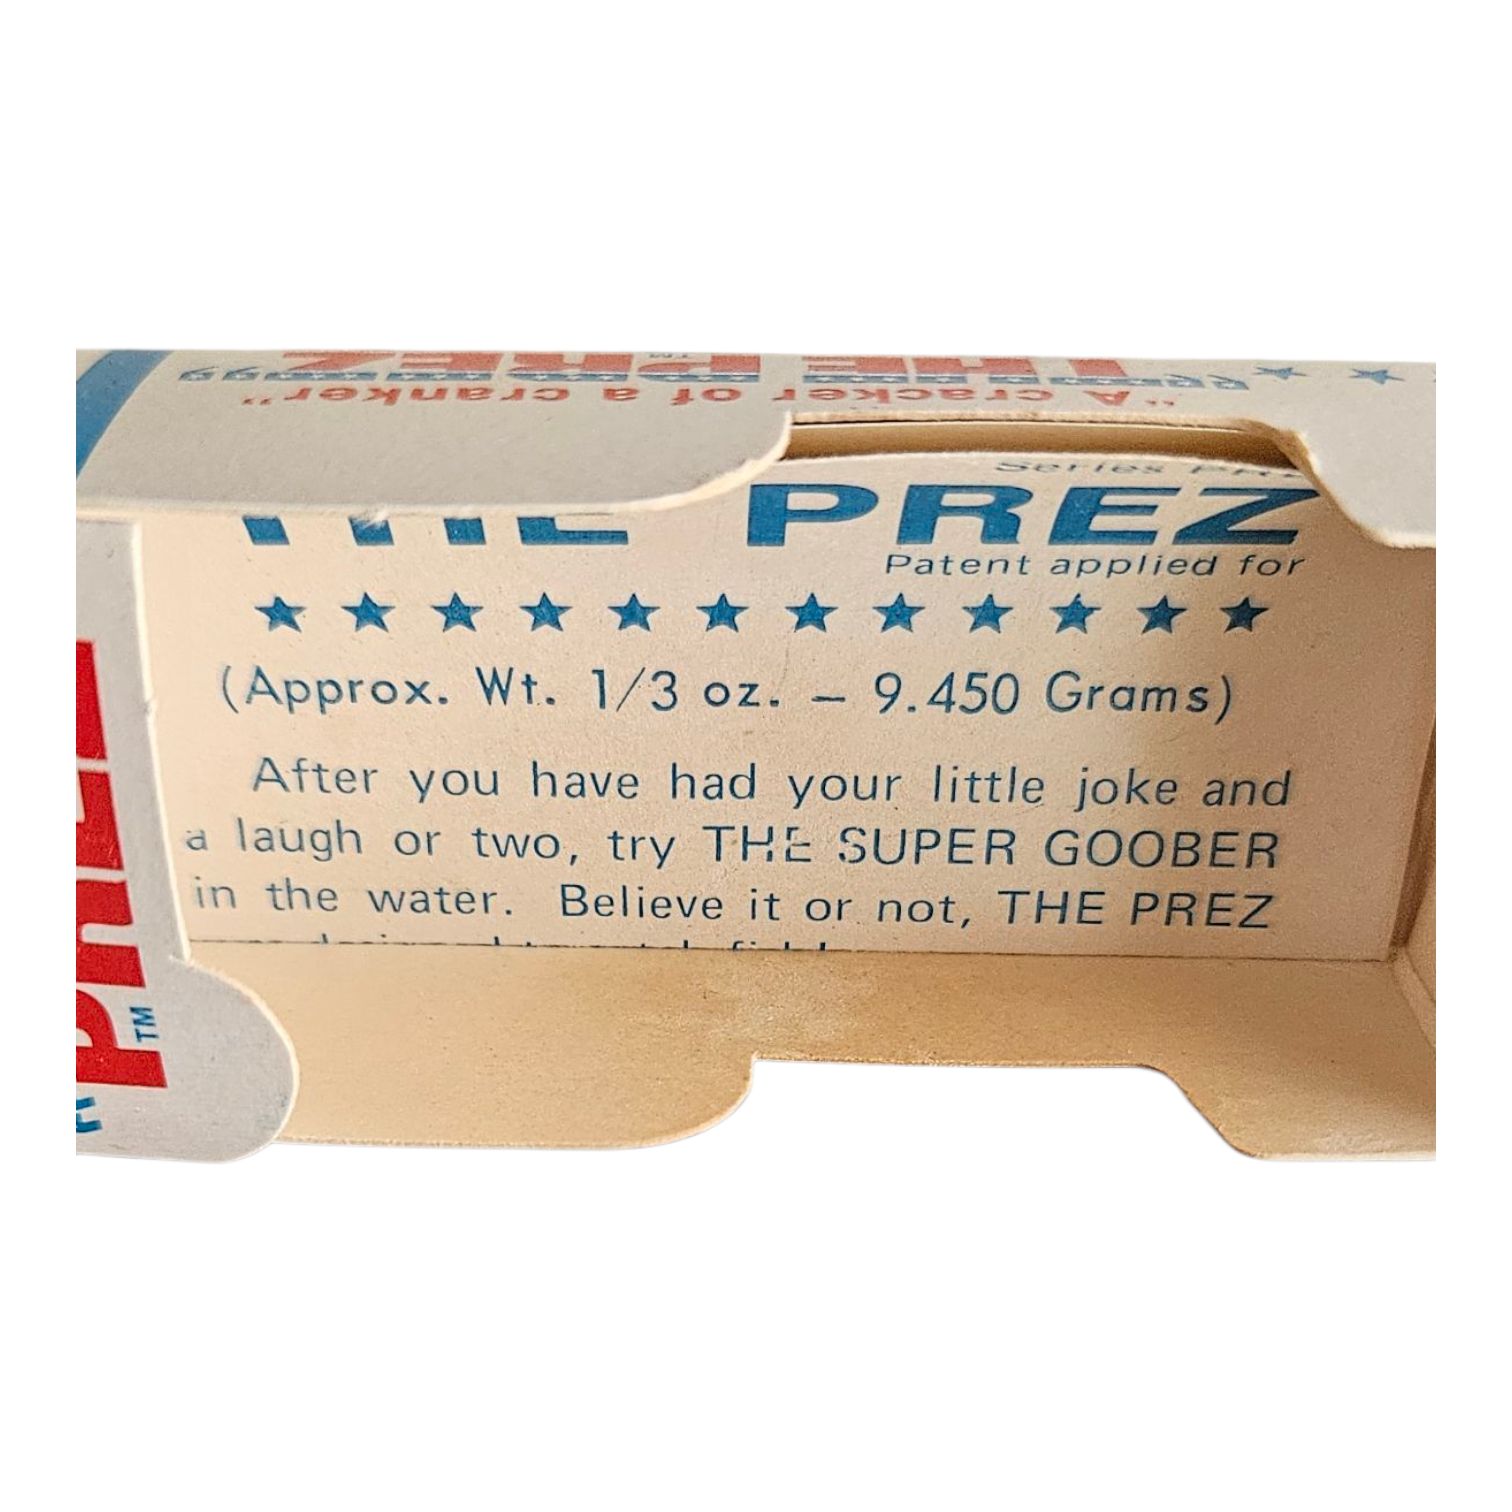 THE PREZ™
"A cracker of a cranker"
Series
THE PREZ
Patent applied for
(Approx. Wt. 1/3 oz. – 9.450 Grams)
After you have had your little joke and
a laugh or two, try THE SUPER GOOBER
in the water. Believe it or not, THE PREZ
PREZ
TM